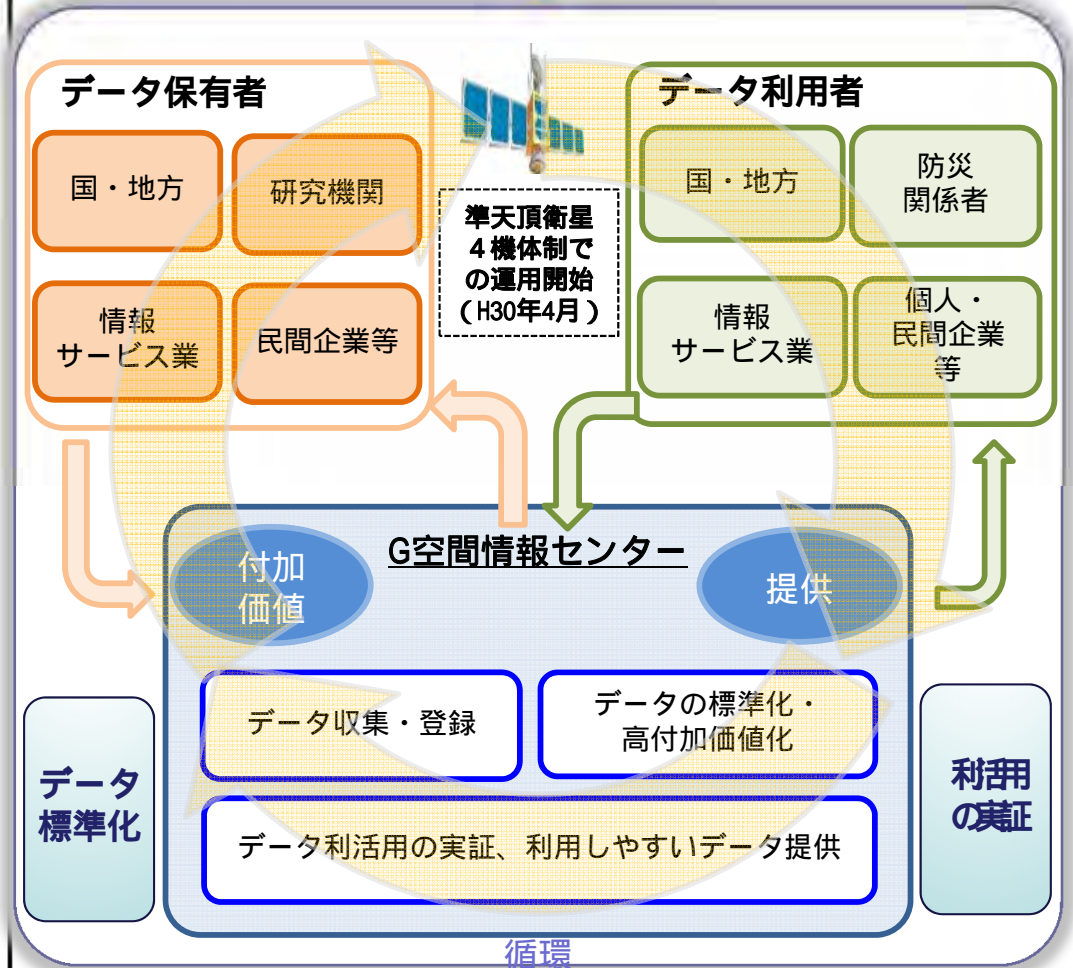 データ保有者
国・地方
研究機関
情報
サービス業
民間企業等
準天頂衛星
４機体制で
の運用開始
（H30年4月）
データ利用者
国・地方
防災
関係者
情報
サービス業
個人・
民間企業
等
G空間情報センター
付加
価値
提供
データ収集・登録
データの標準化・
高付加価値化
データ利活用の実証、利用しやすいデータ提供
データ
標準化
利活用
の実証
循環